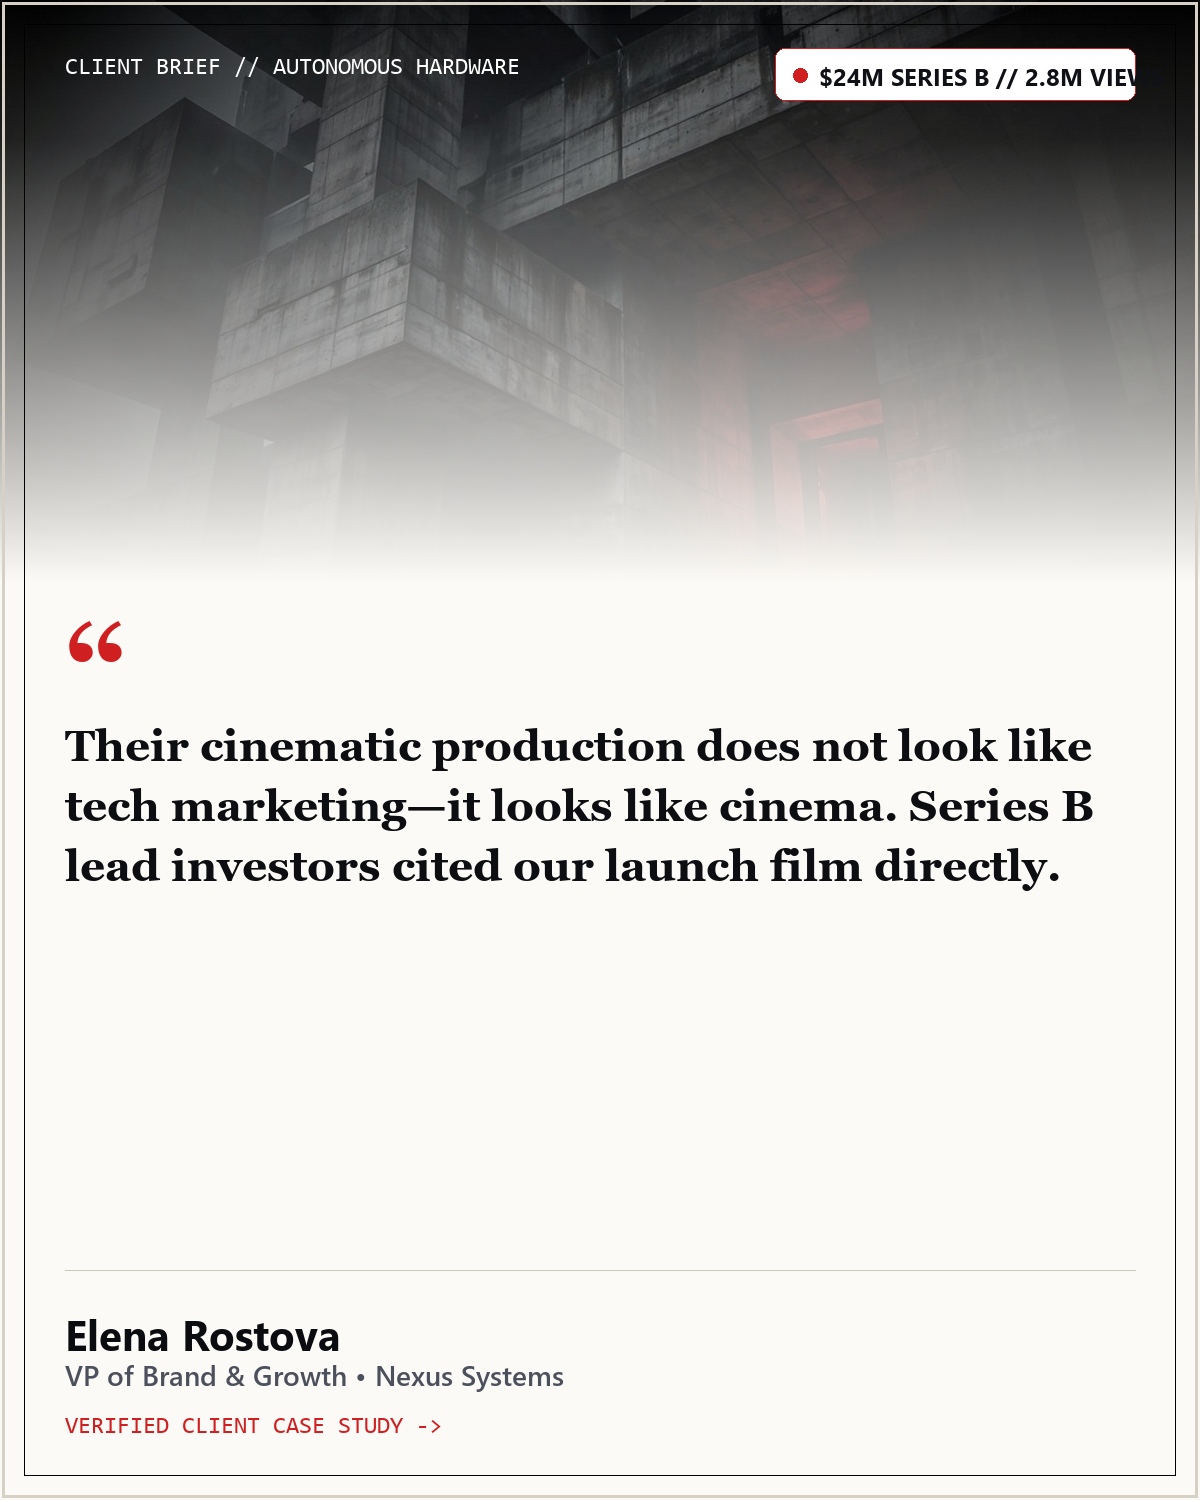 CLIENT BRIEF // AUTONOMOUS HARDWARE
$24M SERIES B // 2.8M
“
Their cinematic production does not look like
tech marketing—it looks like cinema. Series B
lead investors cited our launch film directly.
Elena Rostova
VP of Brand & Growth • Nexus Systems
VERIFIED CLIENT CASE STUDY ->